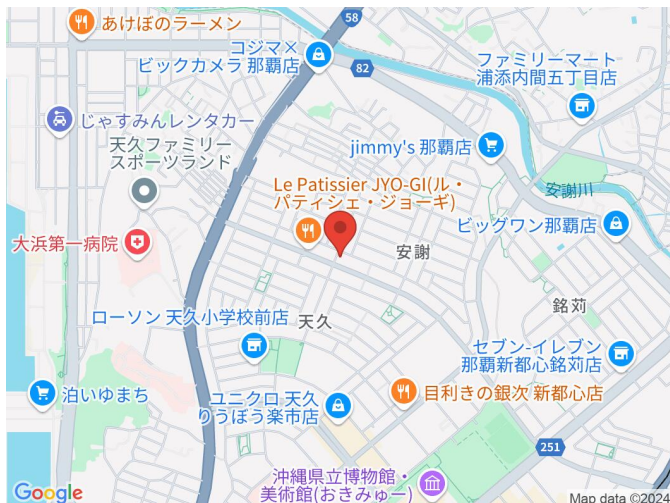 あけぼのラーメン
58
コジマ×
ビックカメラ 那覇店
82
ファミリーマート
浦添内間五丁目店
じゃすみんレンタカー
天久ファミリー
スポーツランド
jimmy's 那覇店
安謝川
Le Patissier JYO-GI(ル・
パティシェ・ジョーギ)
ビッグワン那覇店
大浜第一病院
安謝
銘苅
ローソン 天久小学校前店
天久
セブン-イレブン
那覇新都心銘苅店
泊いゆまち
ユニクロ 天久
りうぼう楽市店
目利きの銀次 新都心店
251
沖縄県立博物館・
美術館(おきみゅー)
Google
Map data ©2024